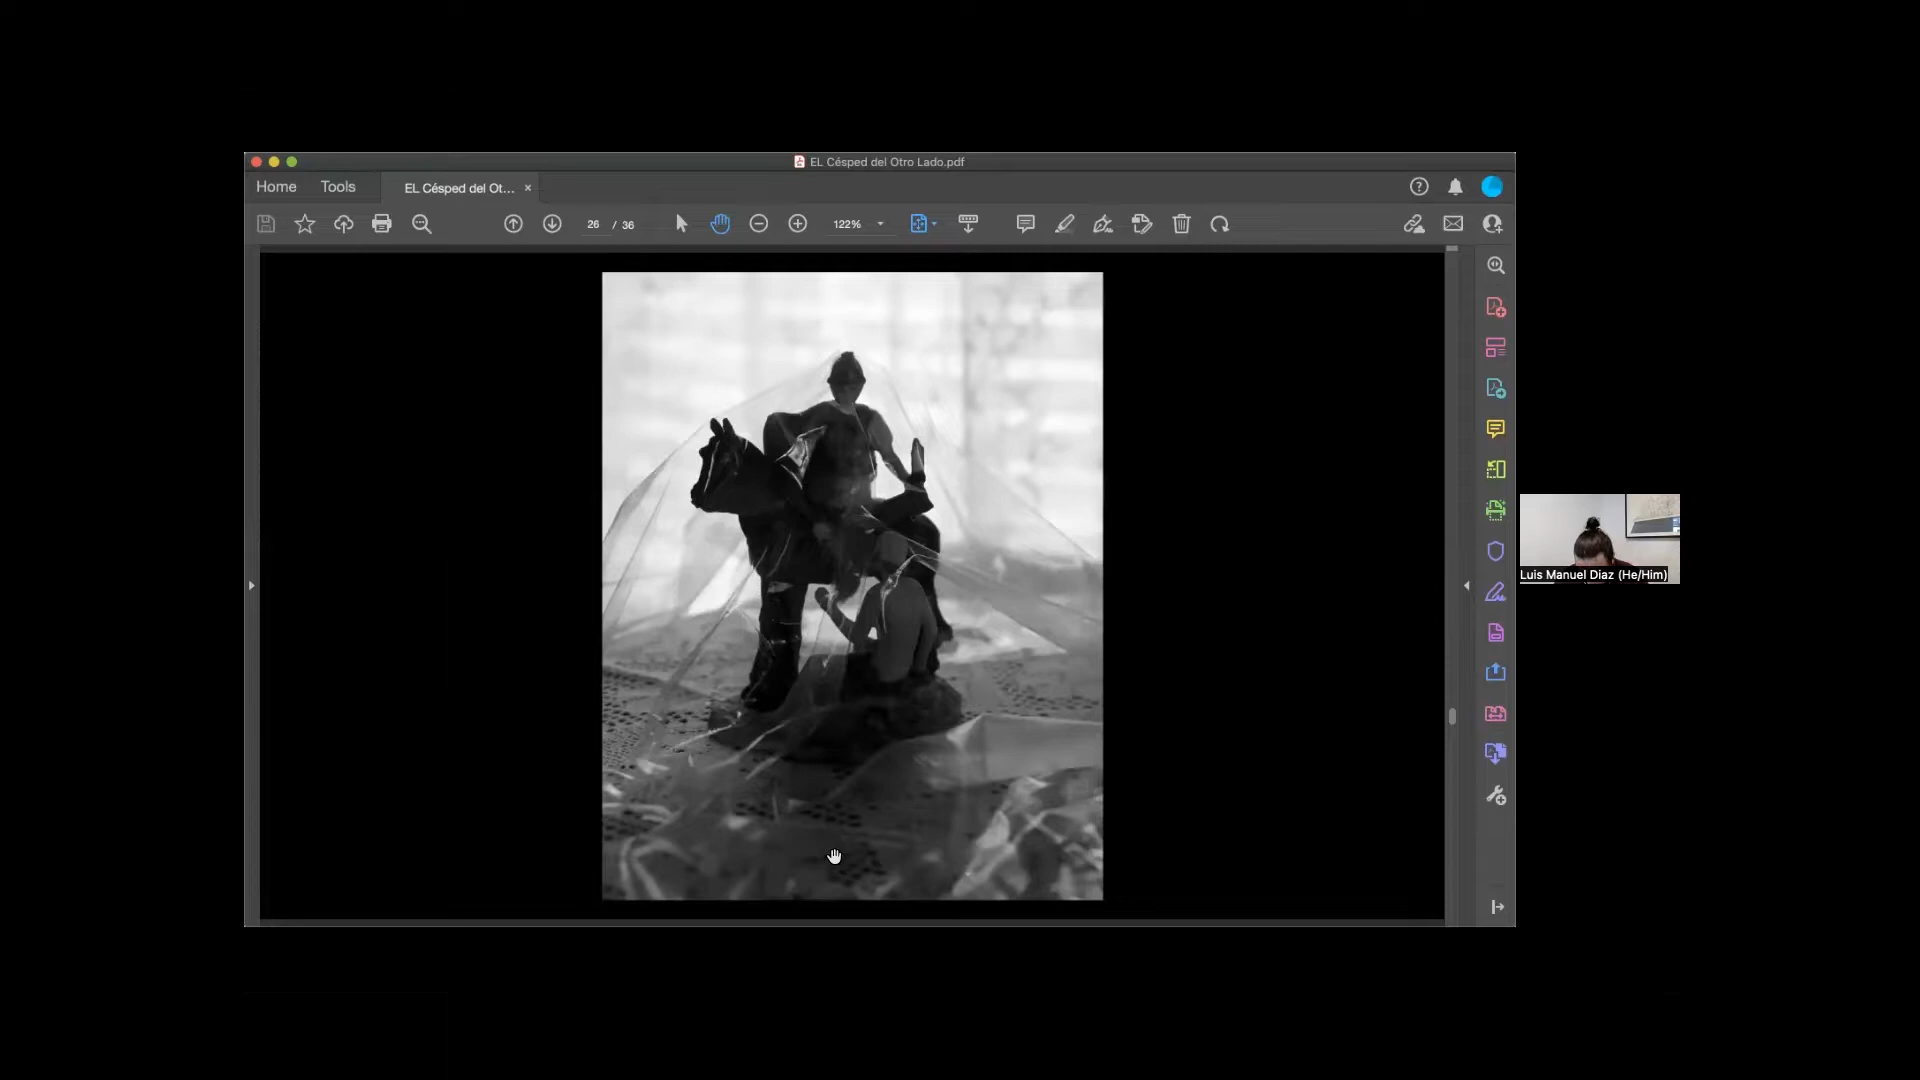 EL Césped del Otro Lado.pdf
Home Tools EL Césped del Ot... ×
26 / 36 122%
Luis Manuel Diaz (He/Him)